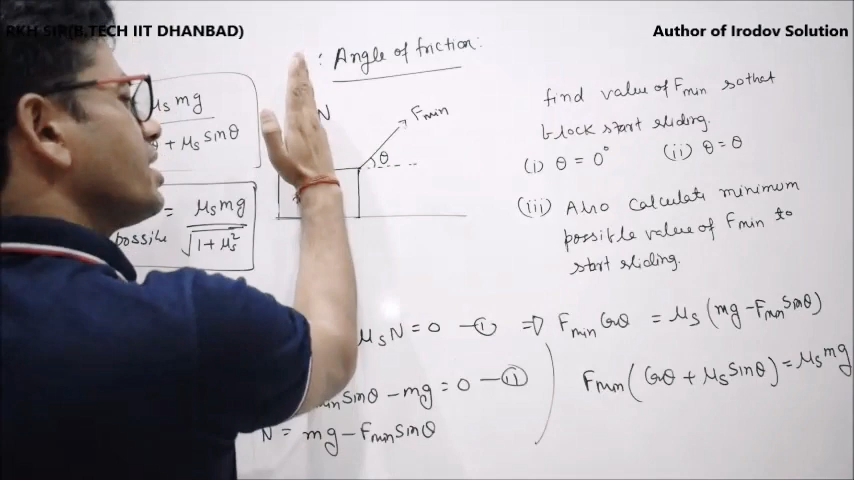 RKH SIR(B.TECH IIT DHANBAD)
Author of Irodov Solution
: Angle of friction:
μs mg
θ + μs sinθ
= μs mg
possible
√1+μs²
N
Fmin
θ
find value of Fmin so that
block start sliding.
(i) θ = 0° (ii) θ = θ
(iii) Also calculate minimum
possible value of Fmin to
start sliding.
μsN = 0 —①
sinθ - mg = 0 —②
N = mg - Fmin sinθ
⇒ Fmin Cosθ = μs (mg - Fmin sinθ)
Fmin (Cosθ + μs sinθ) = μs mg